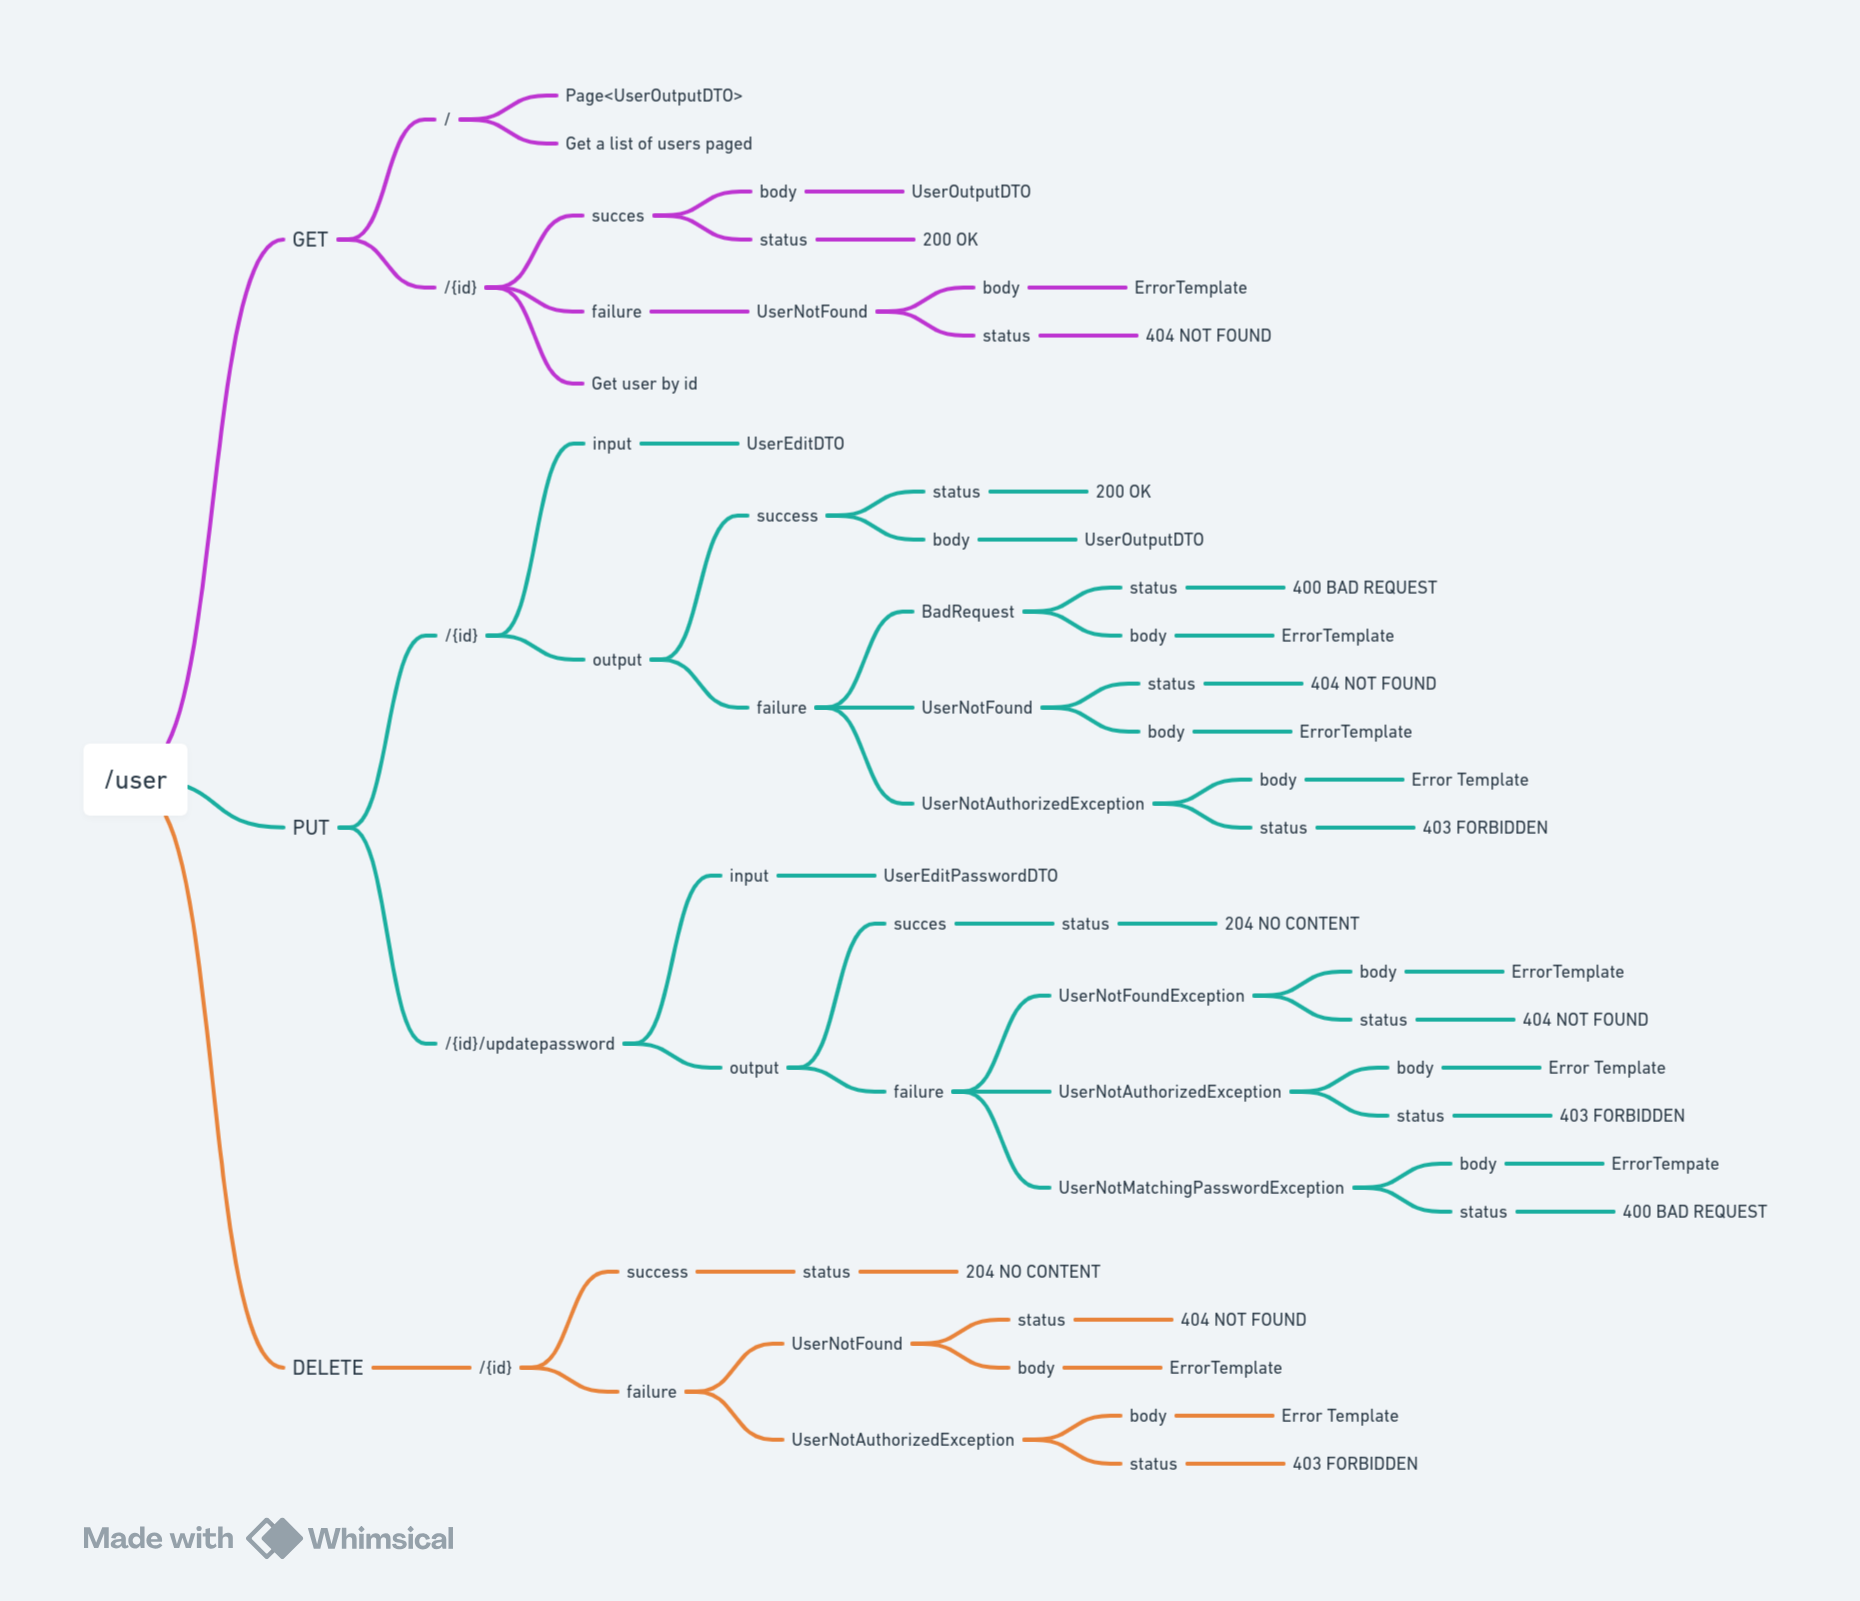 Page<UserOutputDTO>
/
Get a list of users paged
body UserOutputDTO
succes
GET
status 200 OK
/{id}
body ErrorTemplate
failure UserNotFound
status 404 NOT FOUND
Get user by id
input UserEditDTO
status 200 OK
success
body UserOutputDTO
status 400 BAD REQUEST
BadRequest
/{id}
body ErrorTemplate
output
status 404 NOT FOUND
failure UserNotFound
body ErrorTemplate
/user
body Error Template
UserNotAuthorizedException
PUT
status 403 FORBIDDEN
input UserEditPasswordDTO
succes status 204 NO CONTENT
body ErrorTemplate
UserNotFoundException
status 404 NOT FOUND
/{id}/updatepassword
output
body Error Template
failure UserNotAuthorizedException
status 403 FORBIDDEN
body ErrorTempate
UserNotMatchingPasswordException
status 400 BAD REQUEST
success status 204 NO CONTENT
status 404 NOT FOUND
UserNotFound
DELETE /{id}
body ErrorTemplate
failure
body Error Template
UserNotAuthorizedException
status 403 FORBIDDEN
Made with Whimsical